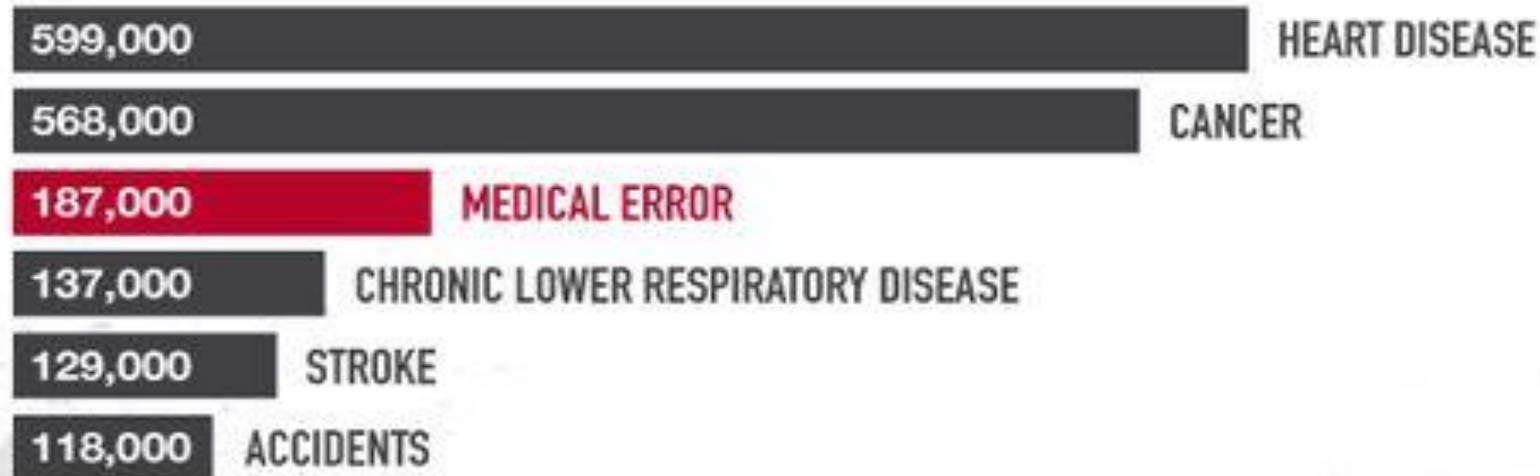 599,000 HEART DISEASE
568,000 CANCER
187,000 MEDICAL ERROR
137,000 CHRONIC LOWER RESPIRATORY DISEASE
129,000 STROKE
118,000 ACCIDENTS